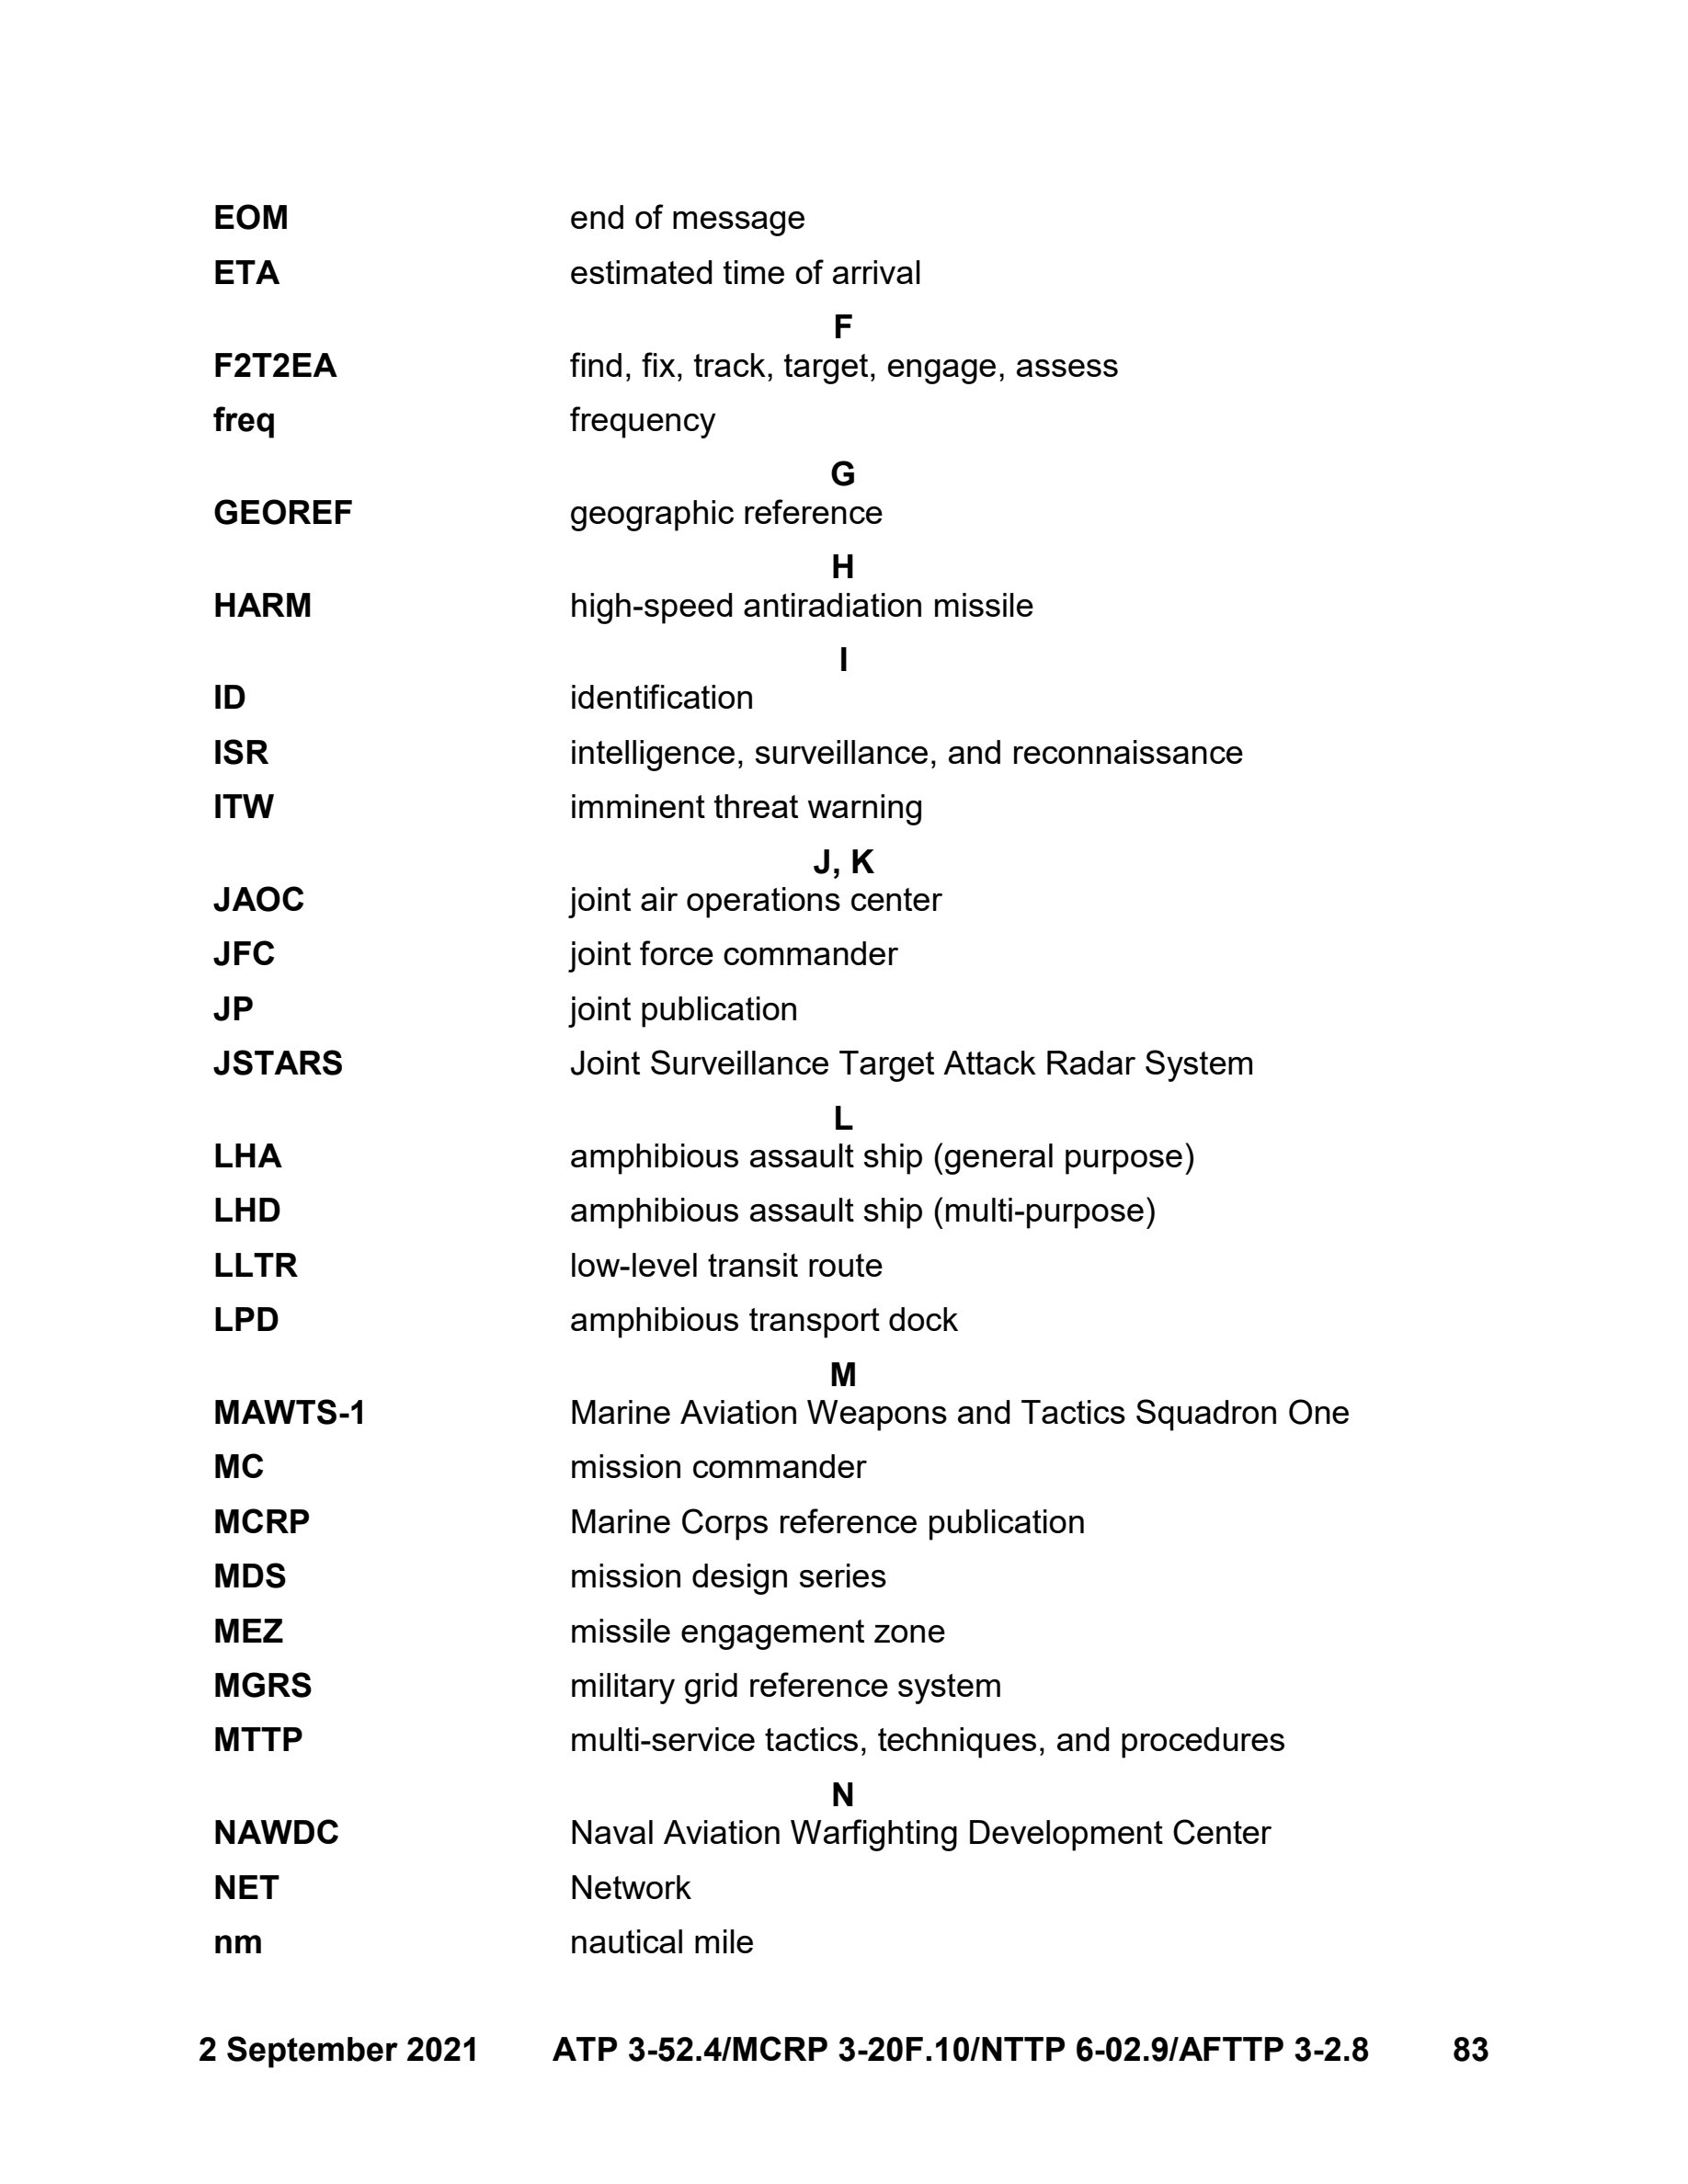 EOM end of message
ETA estimated time of arrival
F
F2T2EA find, fix, track, target, engage, assess
freq frequency
G
GEOREF geographic reference
H
HARM high-speed antiradiation missile
I
ID identification
ISR intelligence, surveillance, and reconnaissance
ITW imminent threat warning
J, K
JAOC joint air operations center
JFC joint force commander
JP joint publication
JSTARS Joint Surveillance Target Attack Radar System
L
LHA amphibious assault ship (general purpose)
LHD amphibious assault ship (multi-purpose)
LLTR low-level transit route
LPD amphibious transport dock
M
MAWTS-1 Marine Aviation Weapons and Tactics Squadron One
MC mission commander
MCRP Marine Corps reference publication
MDS mission design series
MEZ missile engagement zone
MGRS military grid reference system
MTTP multi-service tactics, techniques, and procedures
N
NAWDC Naval Aviation Warfighting Development Center
NET Network
nm nautical mile
2 September 2021 ATP 3-52.4/MCRP 3-20F.10/NTTP 6-02.9/AFTTP 3-2.8 83